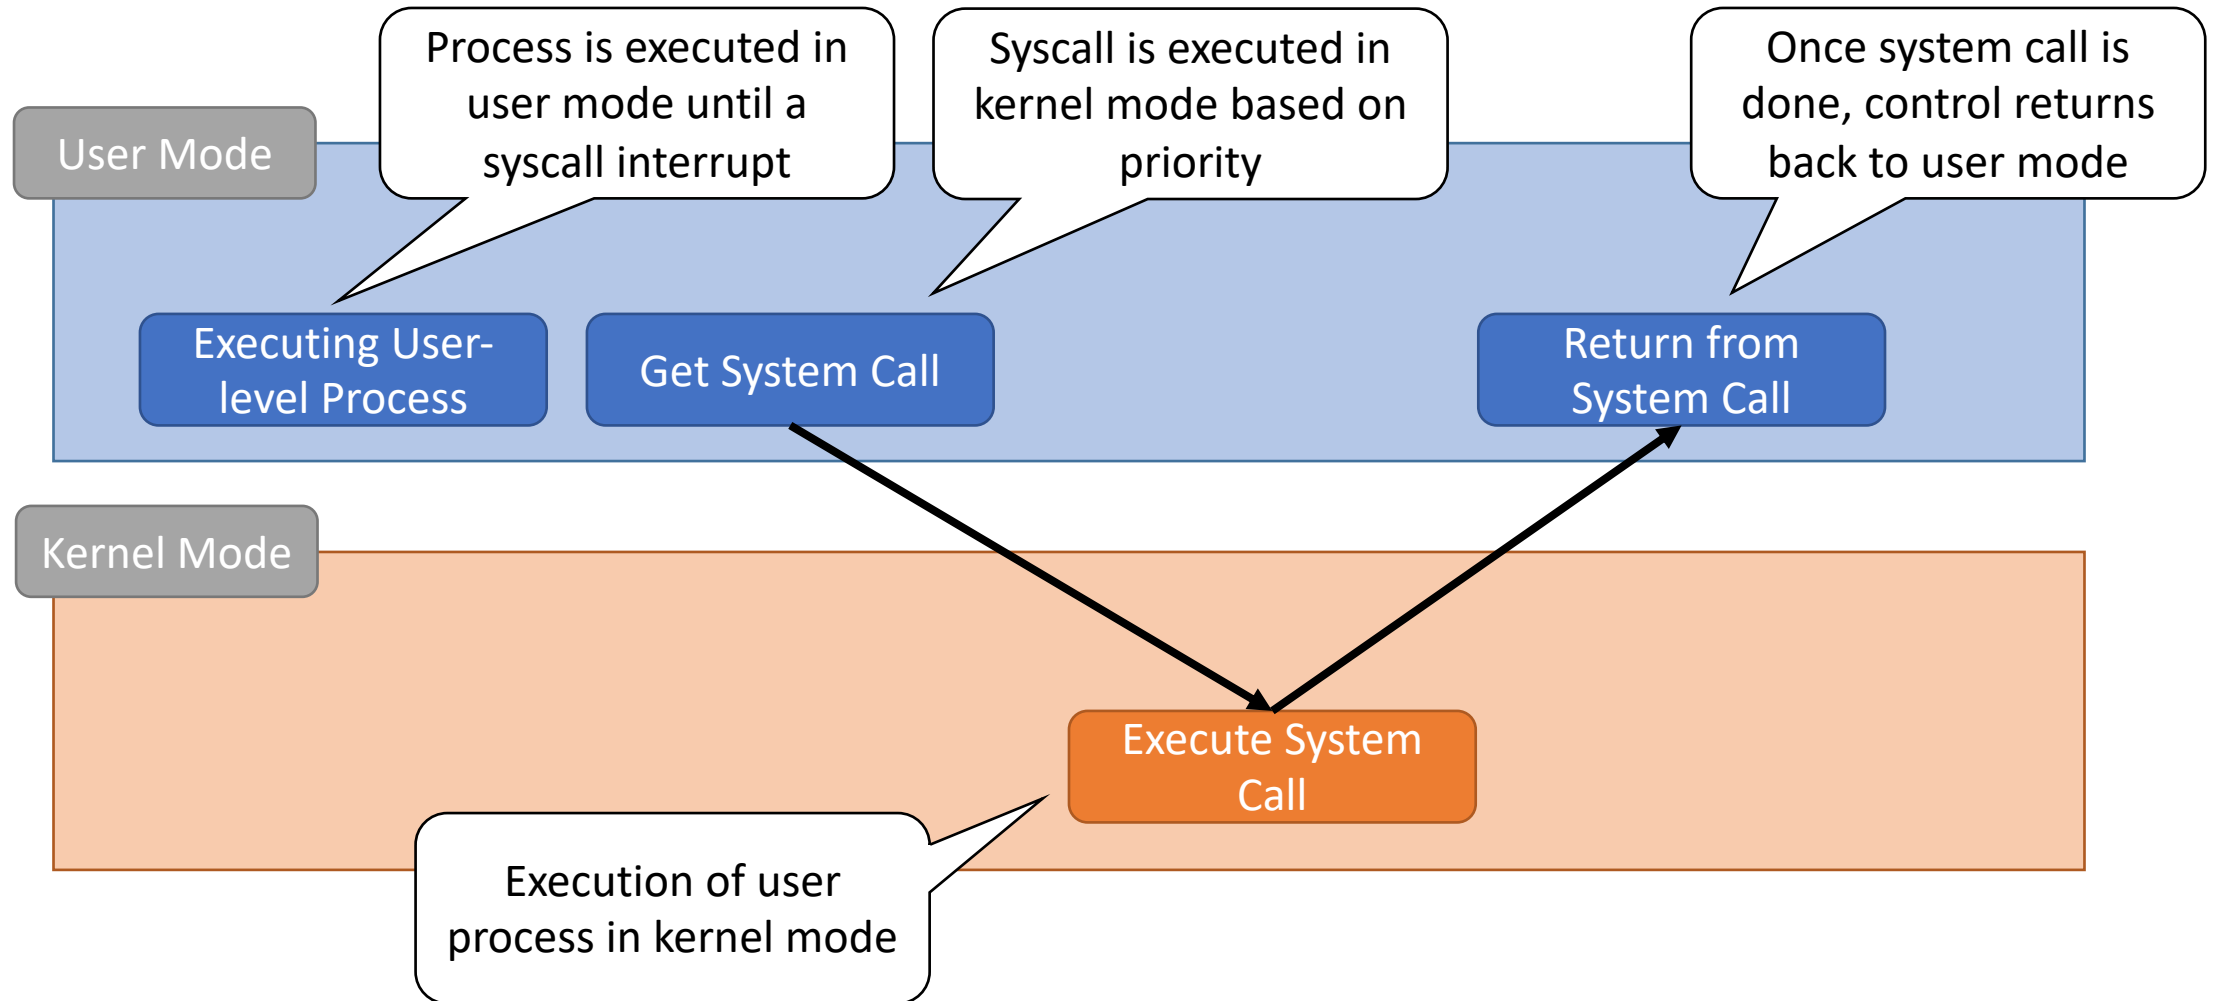 Process is executed in
user mode until a
syscall interrupt
Syscall is executed in
kernel mode based on
priority
Once system call is
done, control returns
back to user mode
User Mode
Executing User-
level Process
Get System Call
Return from
System Call
Kernel Mode
Execute System
Call
Execution of user
process in kernel mode